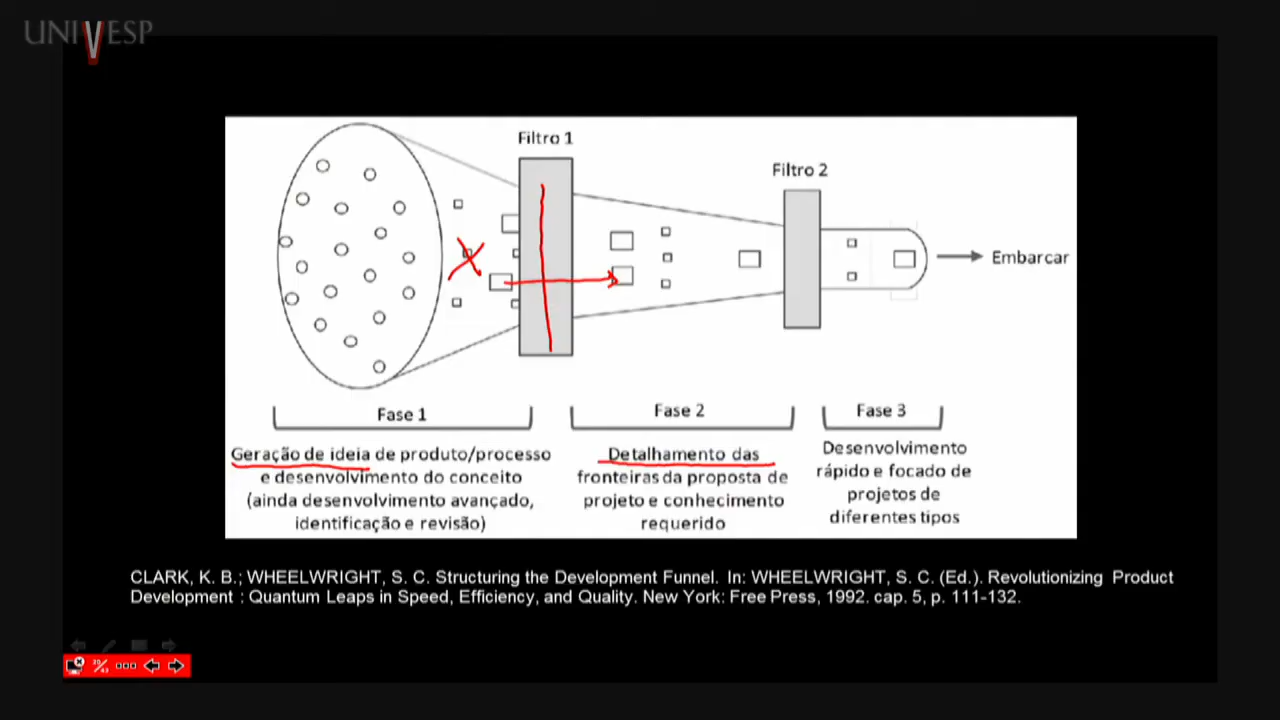 UNIVESP
Filtro 1
Filtro 2
Embarcar
Fase 1
Fase 2
Fase 3
Geração de ideia de produto/processo
e desenvolvimento do conceito
(ainda desenvolvimento avançado,
identificação e revisão)
Detalhamento das
fronteiras da proposta de
projeto e conhecimento
requerido
Desenvolvimento
rápido e focado de
projetos de
diferentes tipos
CLARK, K. B.; WHEELWRIGHT, S. C. Structuring the Development Funnel. In: WHEELWRIGHT, S. C. (Ed.). Revolutionizing Product
Development : Quantum Leaps in Speed, Efficiency, and Quality. New York: Free Press, 1992. cap. 5, p. 111-132.